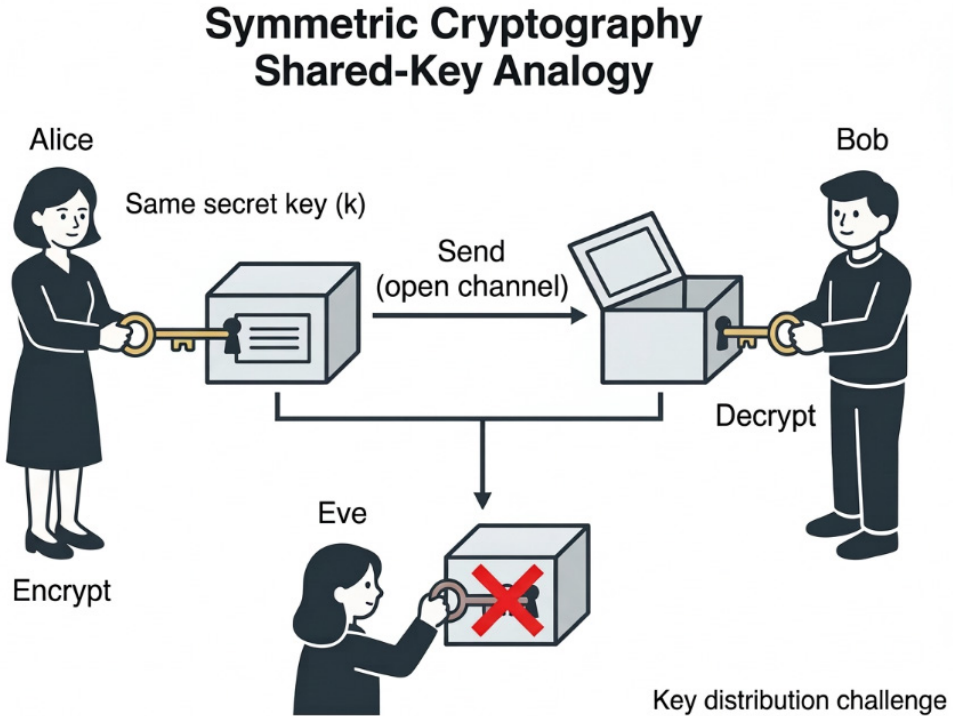 Symmetric Cryptography
Shared-Key Analogy
Alice
Bob
Same secret key (k)
Send
(open channel)
Decrypt
Eve
Encrypt
Key distribution challenge